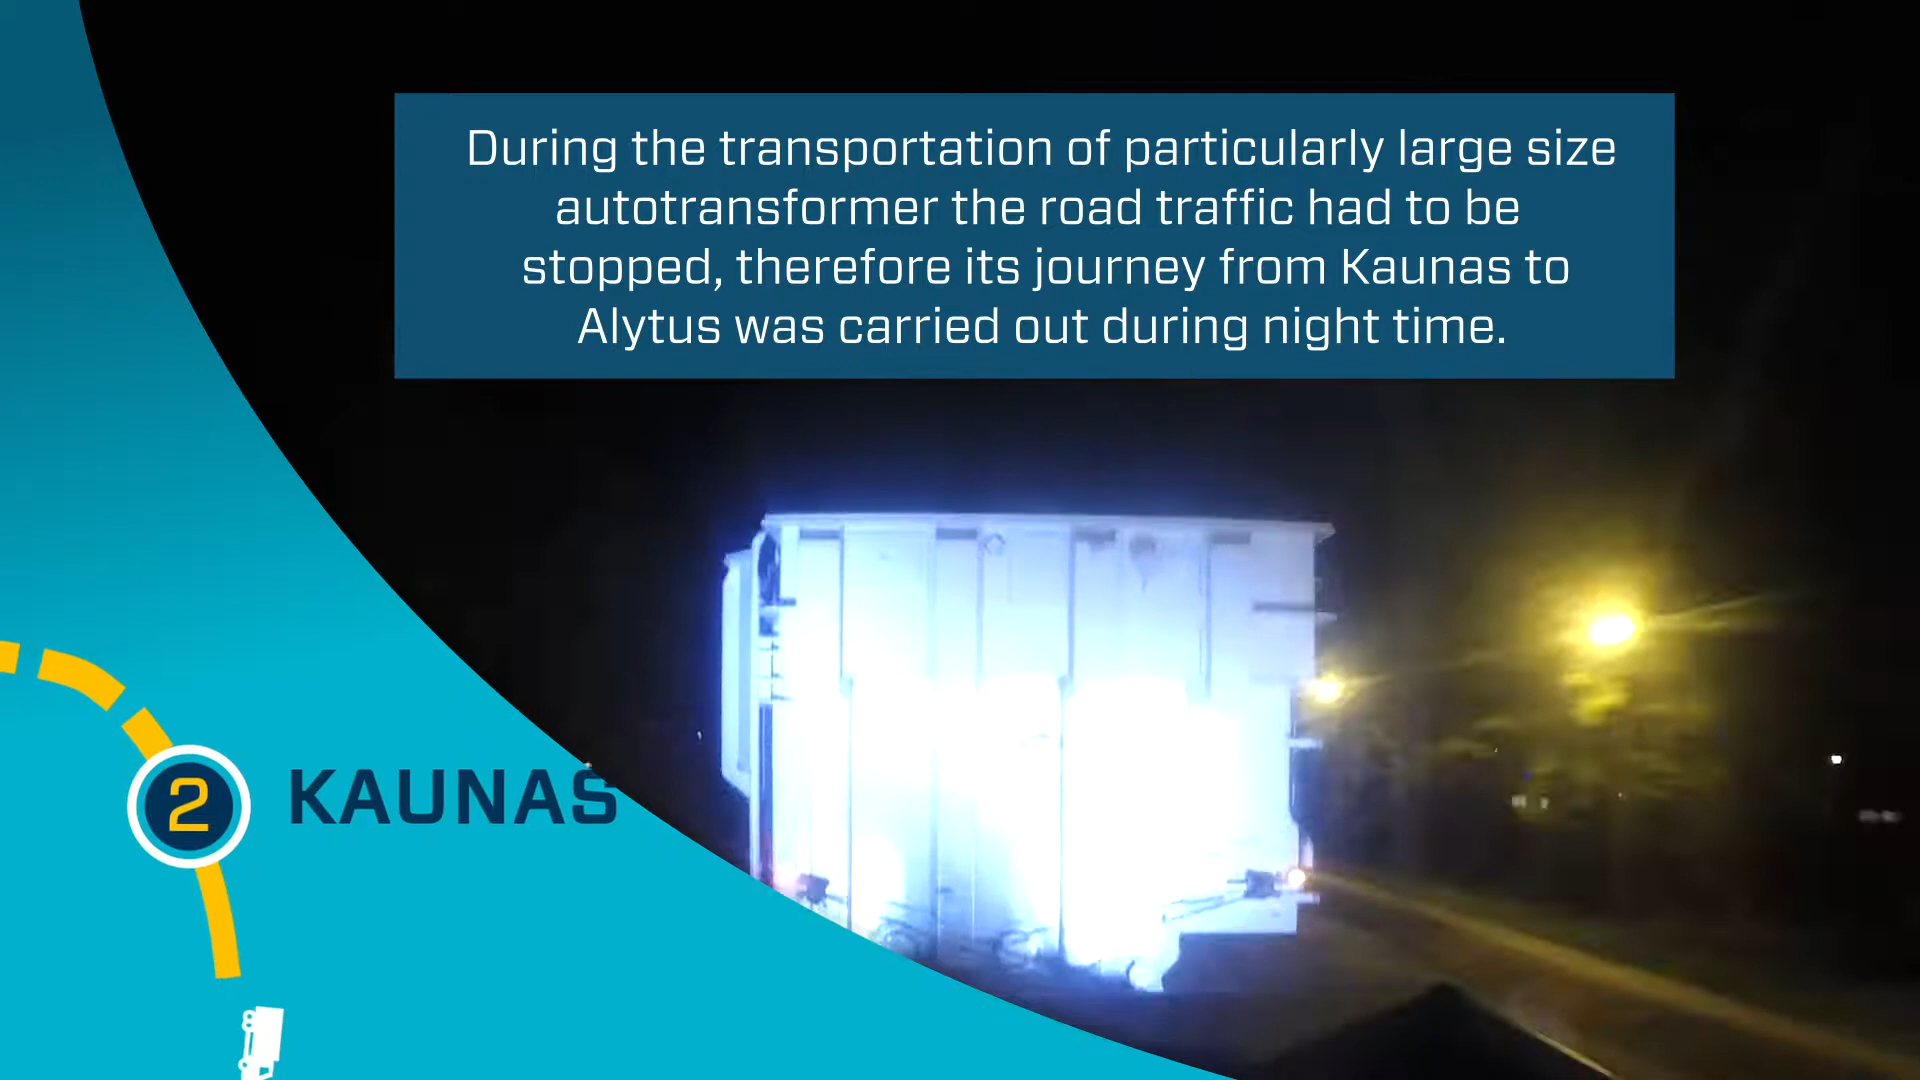 During the transportation of particularly large size
autotransformer the road traffic had to be
stopped, therefore its journey from Kaunas to
Alytus was carried out during night time.
2
KAUNAS